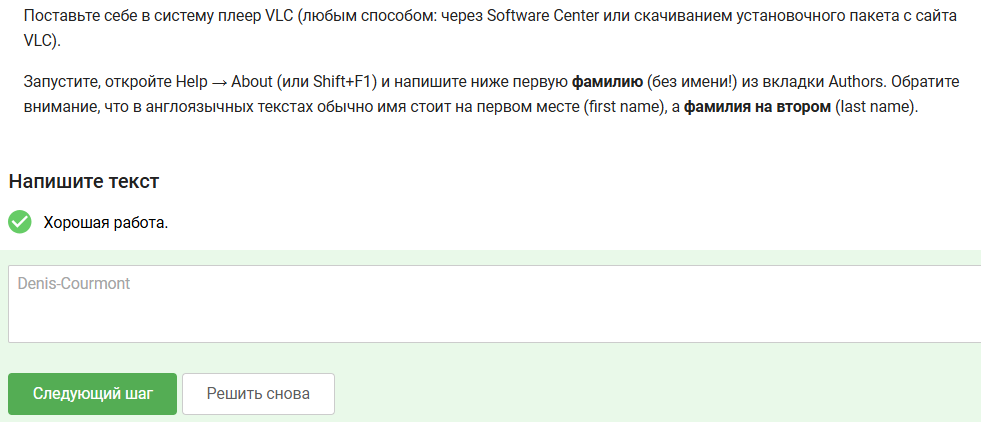 Поставьте себе в систему плеер VLC (любым способом: через Software Center или скачиванием установочного пакета с сайта
VLC).
Запустите, откройте Help → About (или Shift+F1) и напишите ниже первую фамилию (без имени!) из вкладки Authors. Обратите
внимание, что в англоязычных текстах обычно имя стоит на первом месте (first name), а фамилия на втором (last name).
Напишите текст
Хорошая работа.
Denis-Courmont
Следующий шаг Решить снова